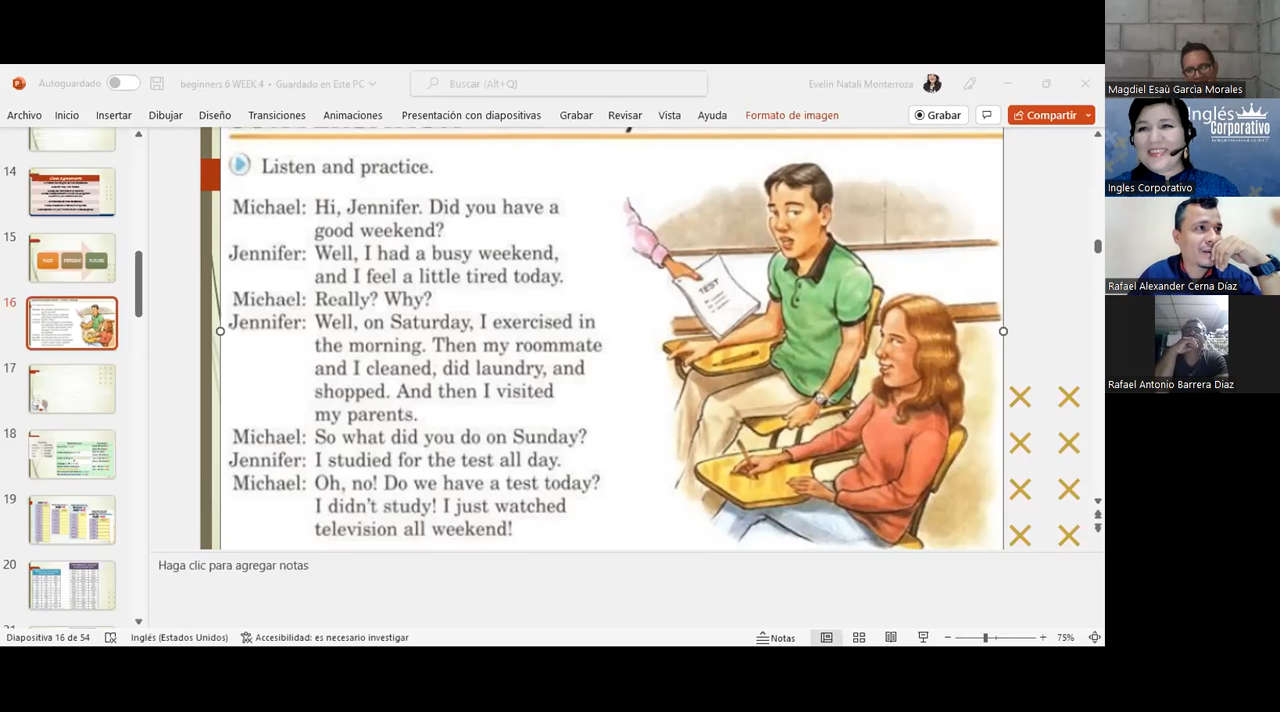 Autoguardado
beginners 6 WEEK 4 • Guardado en Este PC
Buscar (Alt+Q)
Evelin Natali Monterroza
Archivo Inicio Insertar Dibujar Diseño Transiciones Animaciones Presentación con diapositivas Grabar Revisar Vista Ayuda Formato de imagen
Grabar
Compartir
14
15
16
17
18
19
20
Listen and practice.
Michael: Hi, Jennifer. Did you have a
good weekend?
Jennifer: Well, I had a busy weekend,
and I feel a little tired today.
Michael: Really? Why?
Jennifer: Well, on Saturday, I exercised in
the morning. Then my roommate
and I cleaned, did laundry, and
shopped. And then I visited
my parents.
Michael: So what did you do on Sunday?
Jennifer: I studied for the test all day.
Michael: Oh, no! Do we have a test today?
I didn't study! I just watched
television all weekend!
TEST
Haga clic para agregar notas
Diapositiva 16 de 54 Inglés (Estados Unidos) Accesibilidad: es necesario investigar Notas 75%
Magdiel Esaù Garcia Morales
Inglés
Corporativo
Ingles Corporativo
Rafael Alexander Cerna Díaz
Rafael Antonio Barrera Diaz